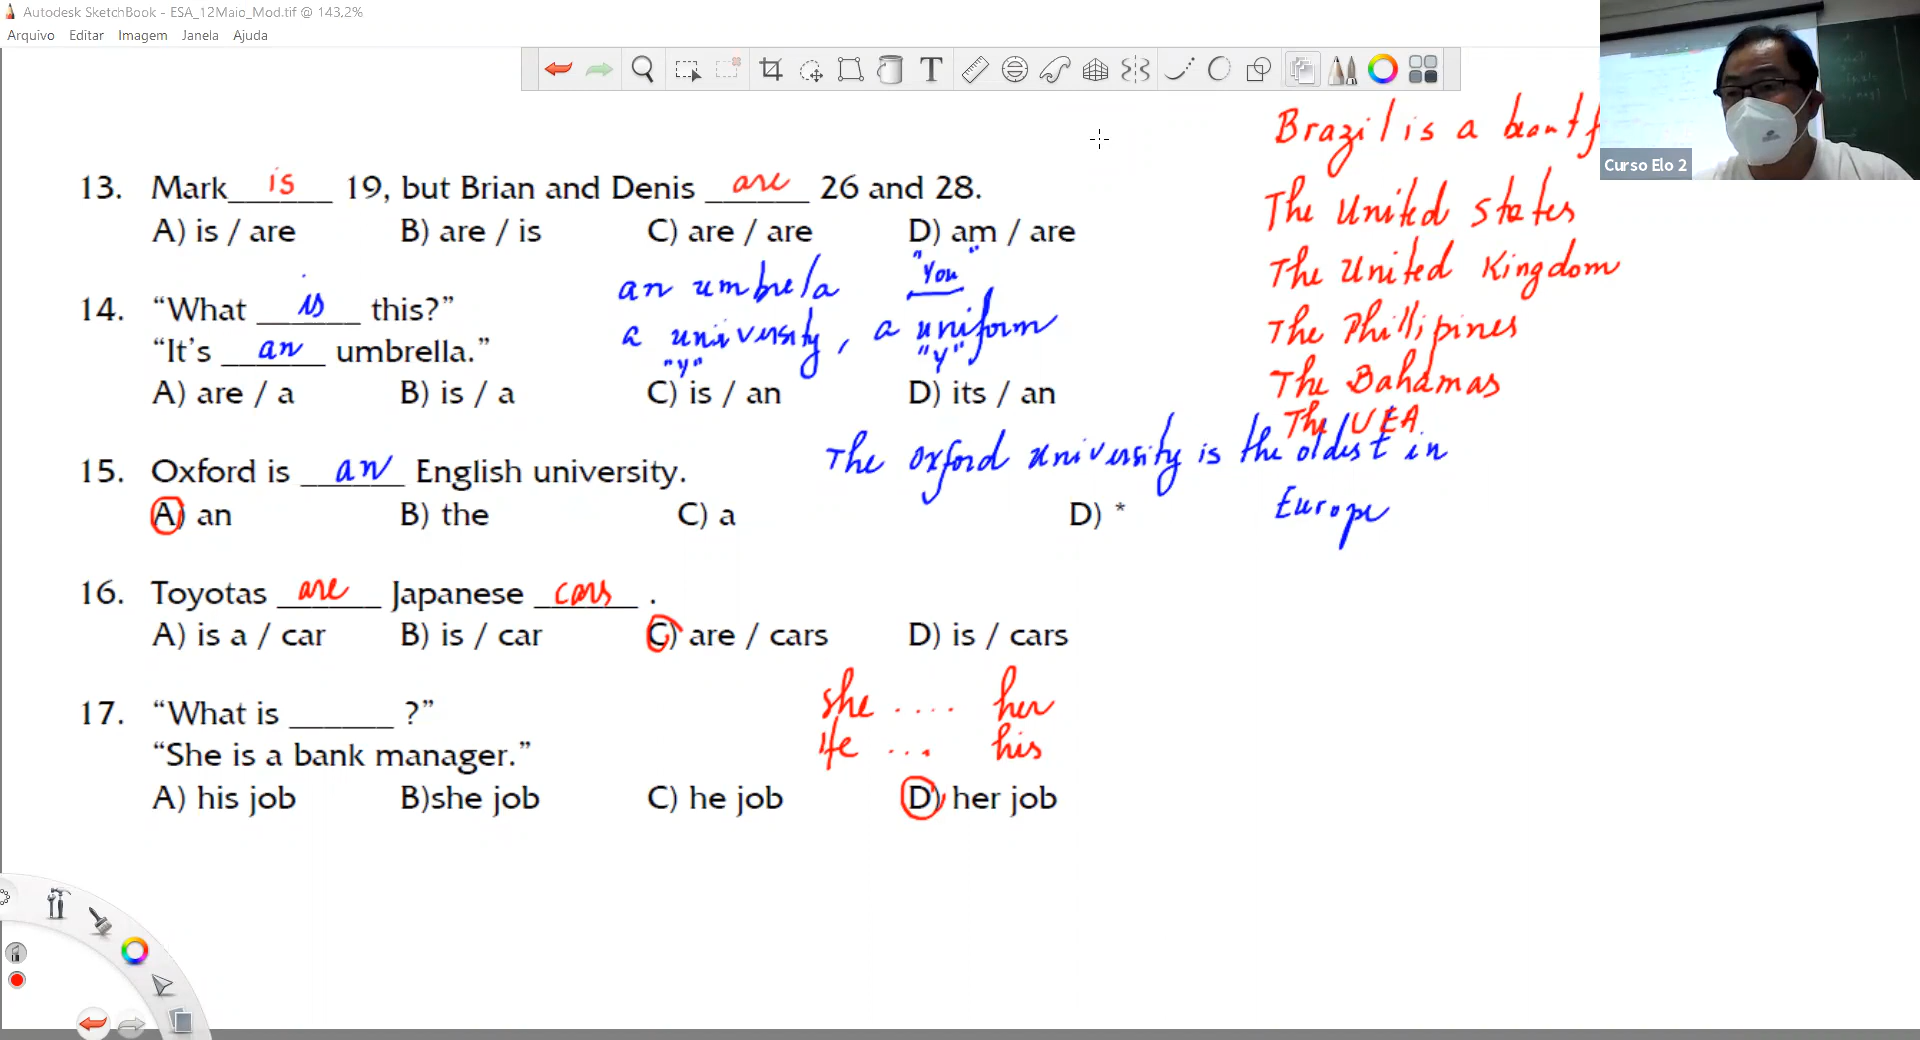 Autodesk SketchBook - ESA_12Maio_Mod.tif @ 143,2%
Arquivo Editar Imagem Janela Ajuda
Curso Elo 2
Brazil is a
The United States
The United Kingdom
The Phillipines
The Bahamas
The UEA
13. Mark is 19, but Brian and Denis are 26 and 28.
A) is / are B) are / is C) are / are D) am / are
an umbrela "You"
a university, a uniform
"y" "y"
14. “What is this?”
“It’s an umbrella.”
A) are / a B) is / a C) is / an D) its / an
The Oxford university is the oldest in
Europe
15. Oxford is an English university.
A) an B) the C) a D) *
16. Toyotas are Japanese cars .
A) is a / car B) is / car C) are / cars D) is / cars
she .... her
He ... his
17. “What is ______ ?”
“She is a bank manager.”
A) his job B)she job C) he job D) her job